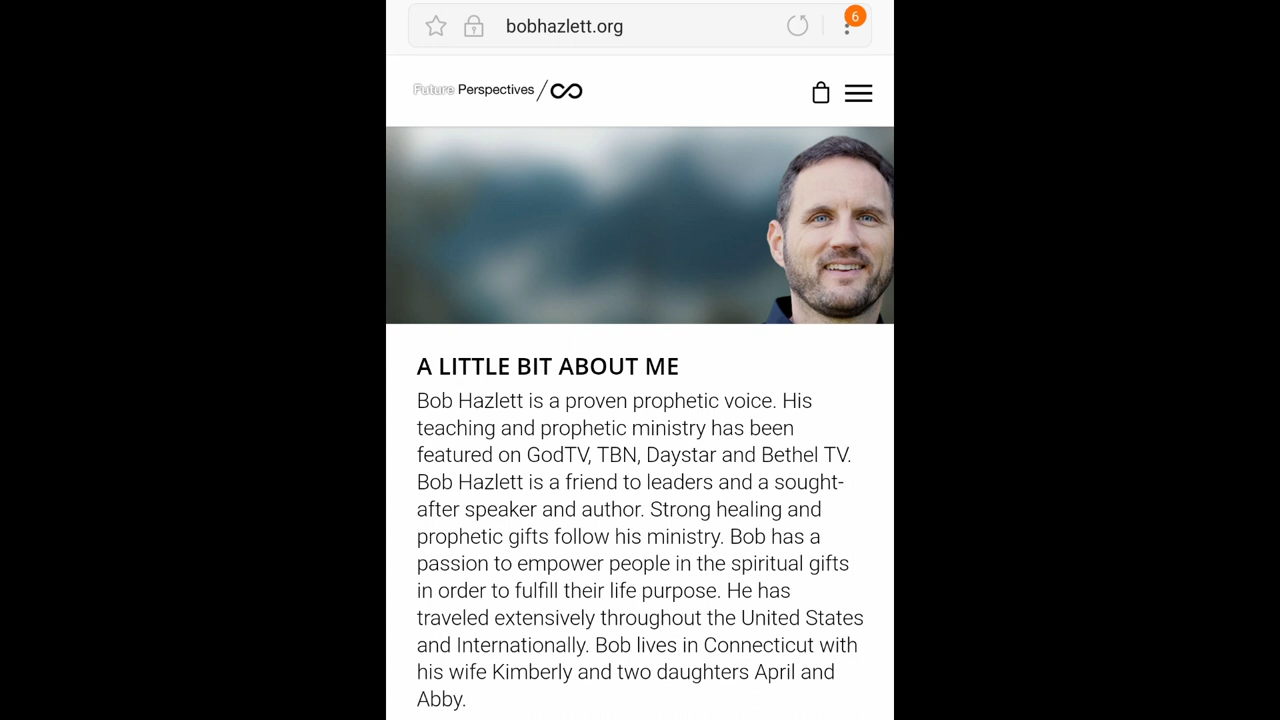 bobhazlett.org
6
Future Perspectives
A LITTLE BIT ABOUT ME
Bob Hazlett is a proven prophetic voice. His
teaching and prophetic ministry has been
featured on GodTV, TBN, Daystar and Bethel TV.
Bob Hazlett is a friend to leaders and a sought-
after speaker and author. Strong healing and
prophetic gifts follow his ministry. Bob has a
passion to empower people in the spiritual gifts
in order to fulfill their life purpose. He has
traveled extensively throughout the United States
and Internationally. Bob lives in Connecticut with
his wife Kimberly and two daughters April and
Abby.